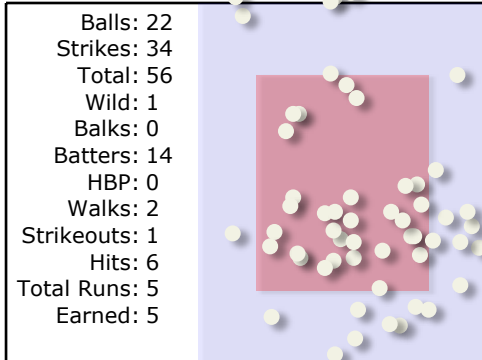 Balls: 22
Strikes: 34
Total: 56
Wild: 1
Balks: 0
Batters: 14
HBP: 0
Walks: 2
Strikeouts: 1
Hits: 6
Total Runs: 5
Earned: 5